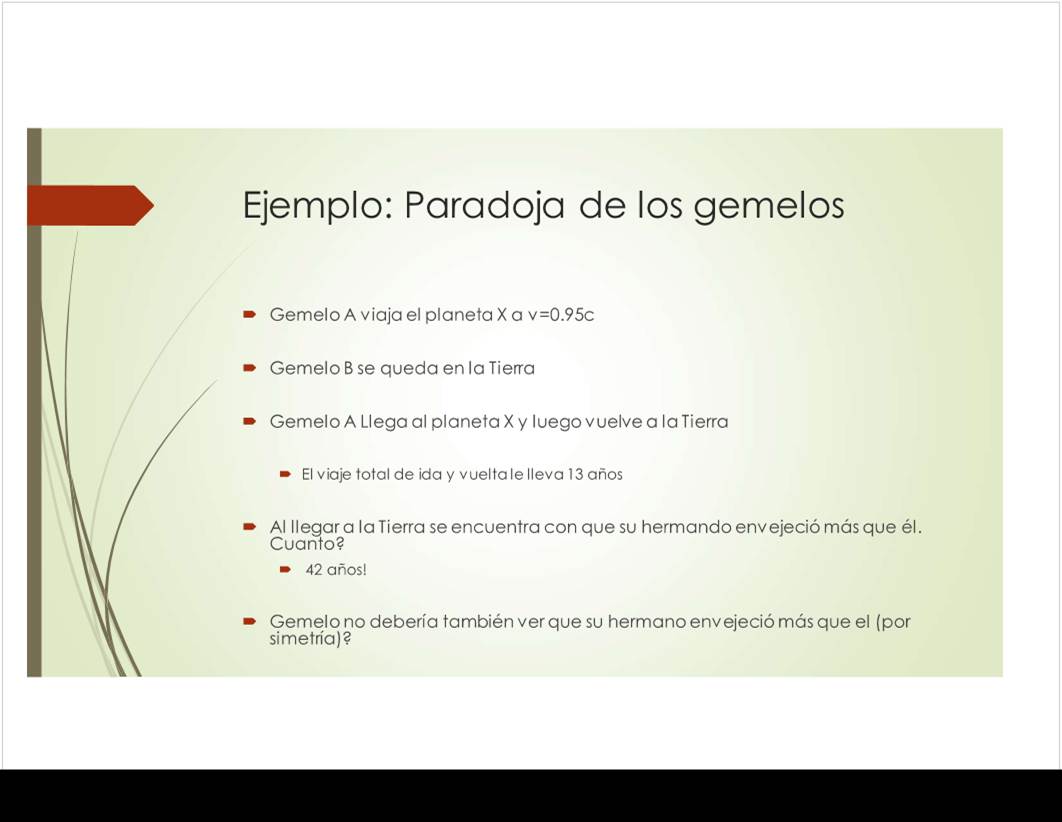 Ejemplo: Paradoja de los gemelos
Gemelo A viaja el planeta X a v=0.95c
Gemelo B se queda en la Tierra
Gemelo A Llega al planeta X y luego vuelve a la Tierra
El viaje total de ida y vuelta le lleva 13 años
Al llegar a la Tierra se encuentra con que su hermando envejeció más que él.
Cuanto?
42 años!
Gemelo no debería también ver que su hermano envejeció más que el (por
simetría)?